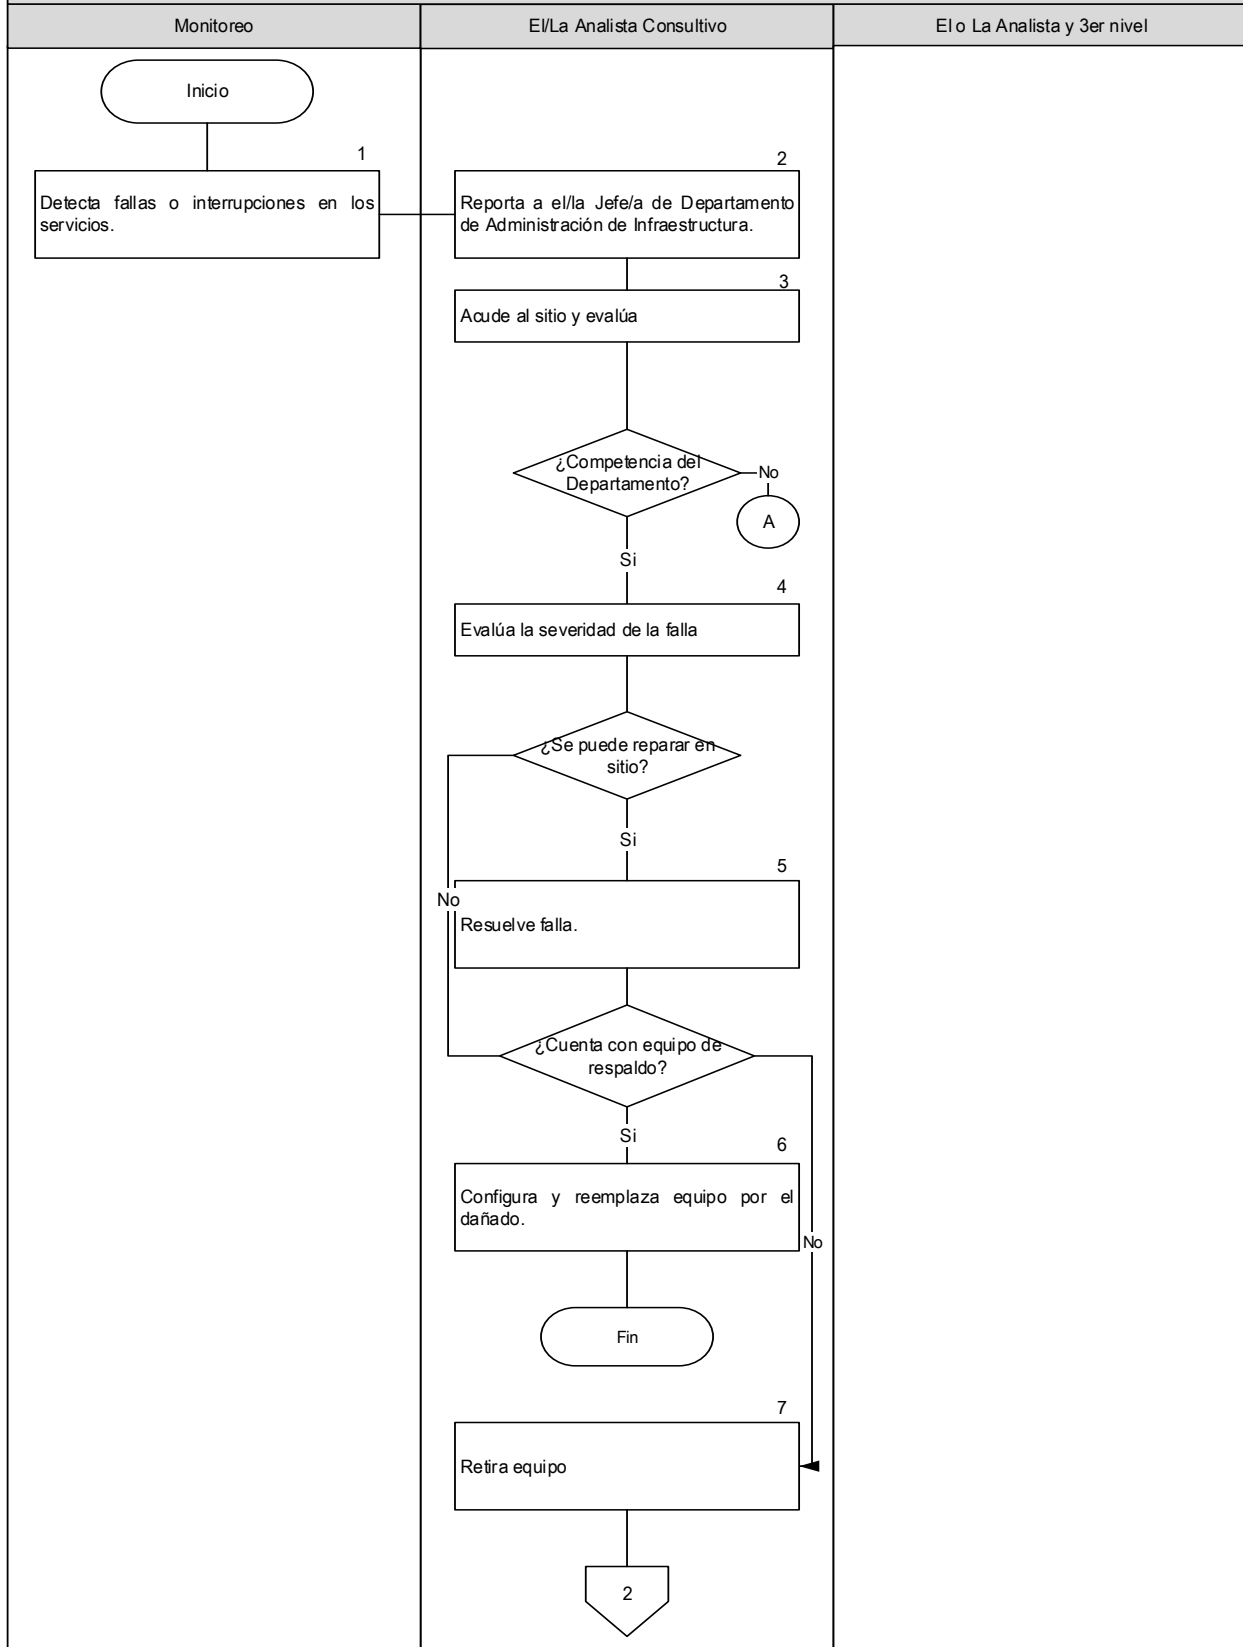 Monitoreo
El/La Analista Consultivo
El o La Analista y 3er nivel
Inicio
1
Detecta fallas o interrupciones en los
servicios.
2
Reporta a el/la Jefe/a de Departamento
de Administración de Infraestructura.
3
Acude al sitio y evalúa
¿Competencia del
Departamento?
No
A
Si
4
Evalúa la severidad de la falla
¿Se puede reparar en
sitio?
Si
5
No
Resuelve falla.
¿Cuenta con equipo de
respaldo?
Si
6
Configura y reemplaza equipo por el
dañado.
No
Fin
7
Retira equipo
2